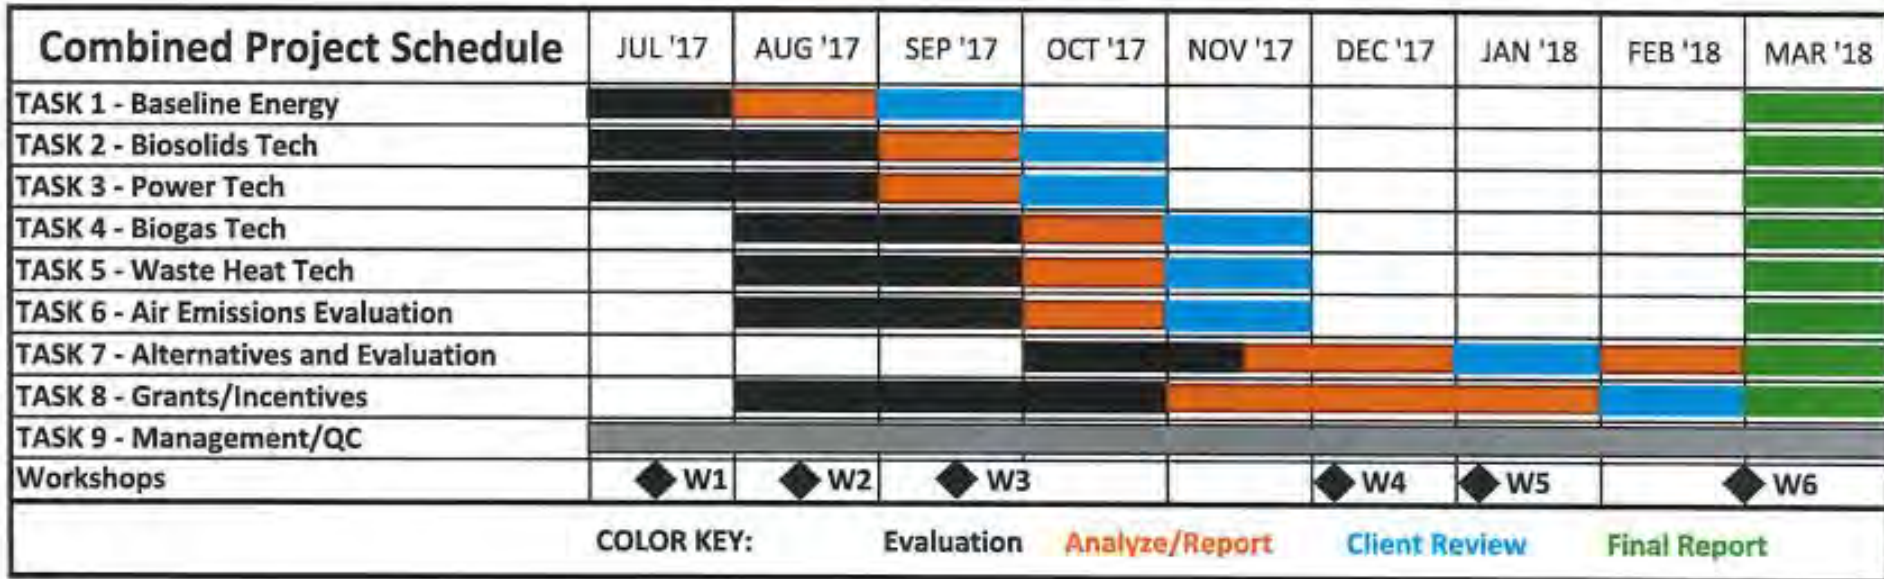 Combined Project Schedule JUL '17 AUG '17 SEP '17 OCT '17 NOV '17 DEC '17 JAN '18 FEB '18 MAR '18
TASK 1 - Baseline Energy
TASK 2 - Biosolids Tech
TASK 3 - Power Tech
TASK 4 - Biogas Tech
TASK 5 - Waste Heat Tech
TASK 6 - Air Emissions Evaluation
TASK 7 - Alternatives and Evaluation
TASK 8 - Grants/Incentives
TASK 9 - Management/QC
Workshops W1 W2 W3 W4 W5 W6
COLOR KEY: Evaluation Analyze/Report Client Review Final Report